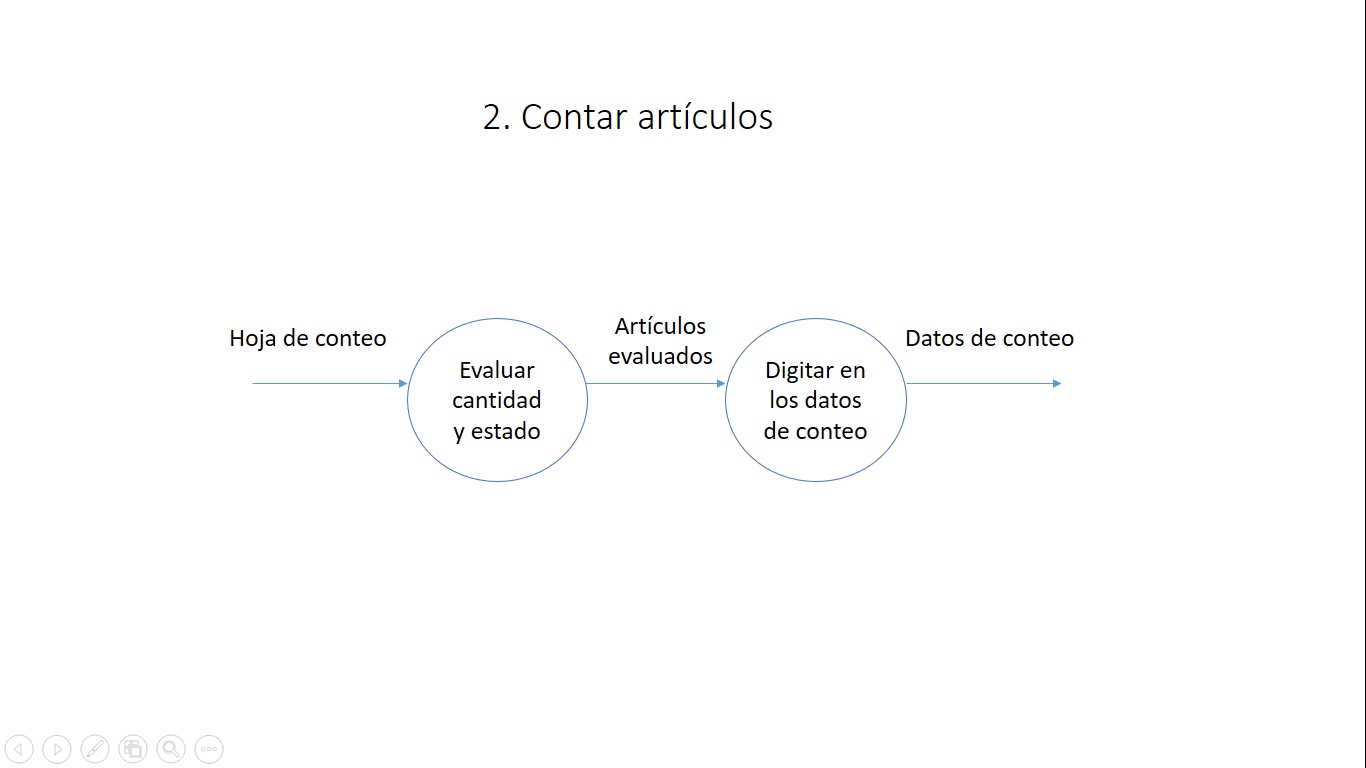 2. Contar artículos
Hoja de conteo
Artículos
evaluados
Datos de conteo
Evaluar
cantidad
y estado
Digitar en
los datos
de conteo